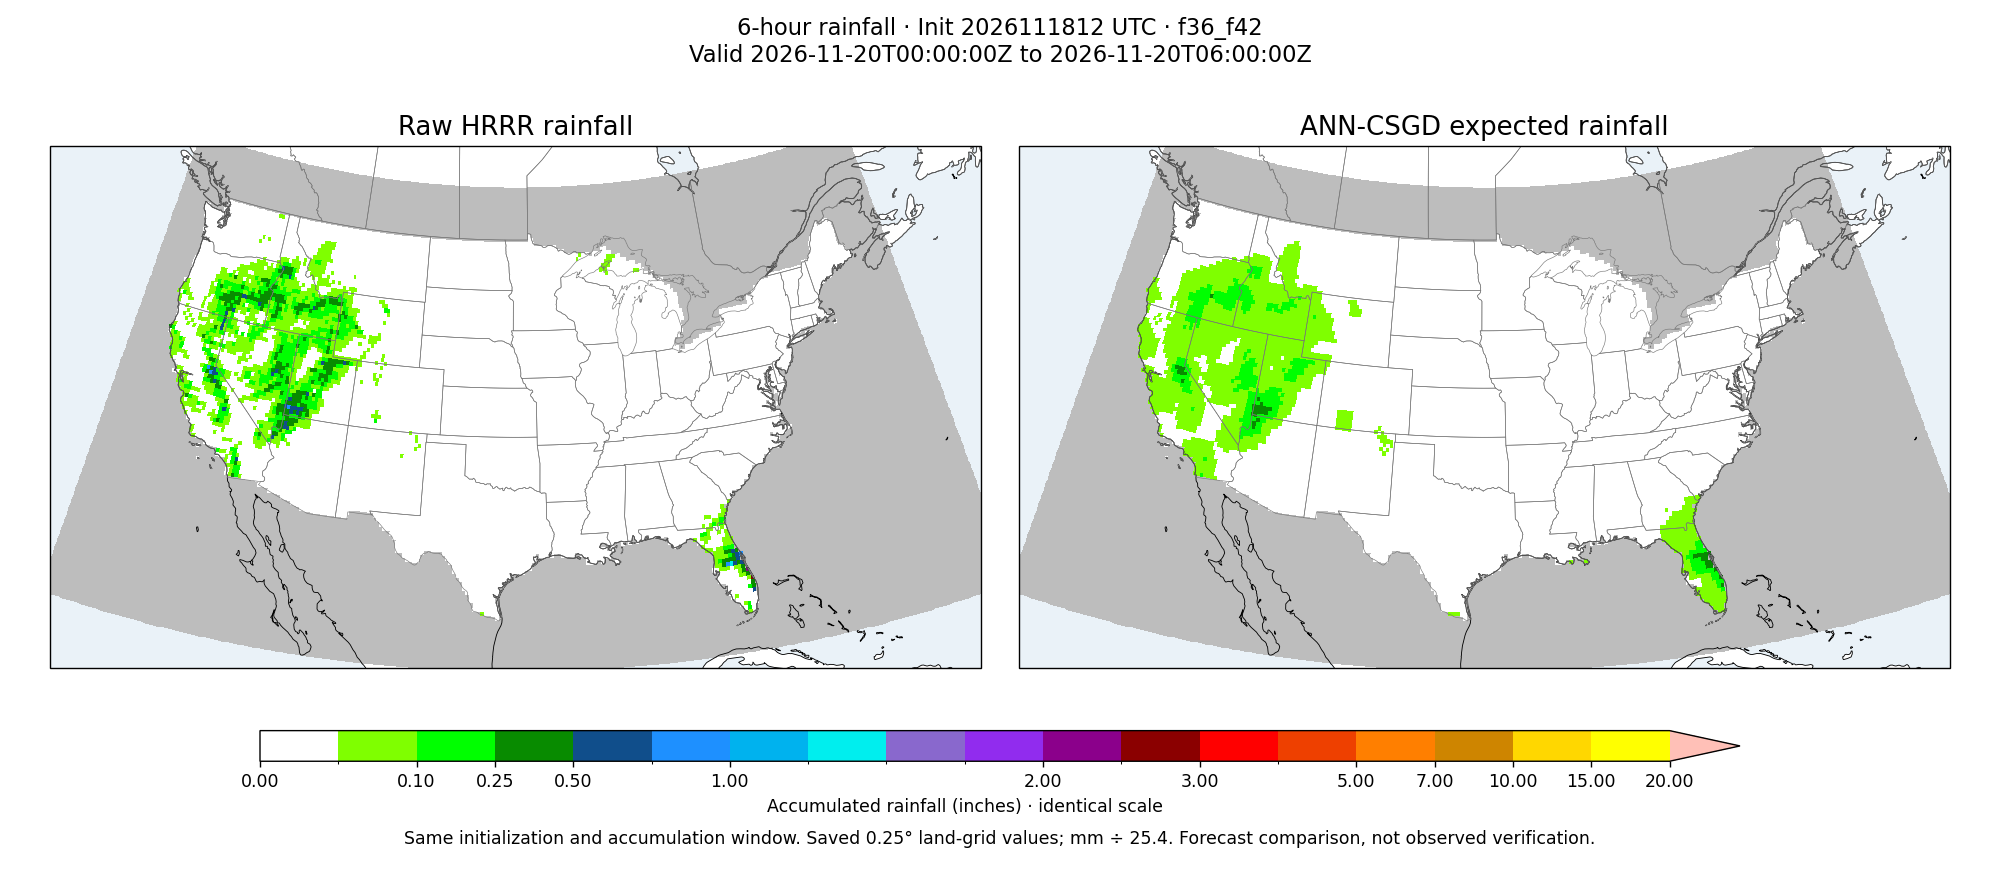 6-hour rainfall · Init 2026111812 UTC · f36_f42
Valid 2026-11-20T00:00:00Z to 2026-11-20T06:00:00Z
Raw HRRR rainfall
ANN-CSGD expected rainfall
0.00 0.10 0.25 0.50 1.00 2.00 3.00 5.00 7.00 10.00 15.00 20.00
Accumulated rainfall (inches) · identical scale
Same initialization and accumulation window. Saved 0.25° land-grid values; mm ÷ 25.4. Forecast comparison, not observed verification.